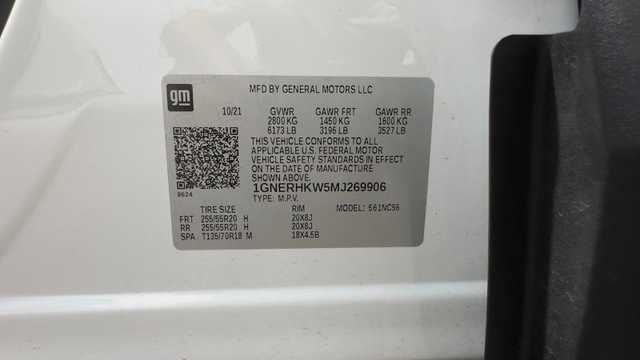 gm
MFD BY GENERAL MOTORS LLC
10/21 GVWR GAWR FRT GAWR RR
2800 KG 1450 KG 1600 KG
6173 LB 3196 LB 3527 LB
THIS VEHICLE CONFORMS TO ALL
APPLICABLE U.S. FEDERAL MOTOR
VEHICLE SAFETY STANDARDS IN EFFECT
ON THE DATE OF MANUFACTURE
SHOWN ABOVE.
9624
1GNERHKW5MJ269906
TYPE: M.P.V. MODEL: 561NC56
TIRE SIZE RIM
FRT 255/55R20 H 20X8J
RR 255/55R20 H 20X8J
SPA T135/70R18 M 18X4.5B